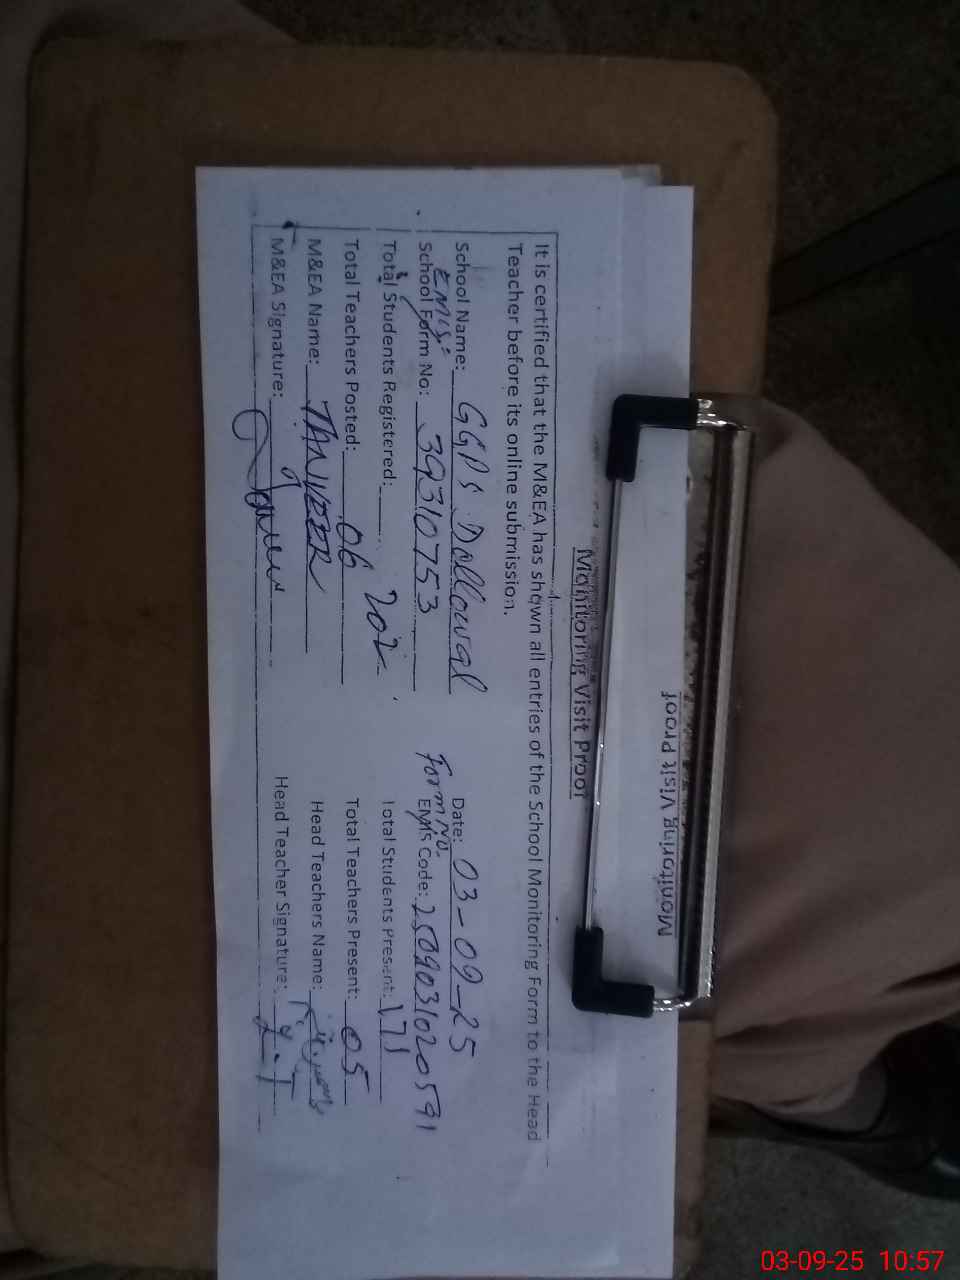 Monitoring Visit Proof
Monitoring Visit Proof
It is certified that the M&EA has shown all entries of the School Monitoring Form to the Head
Teacher before its online submission.
School Name: GGPS Dallowal Date: 03-09-25
EMIS: Form No.
School Form No: 39310753 EMIS Code: 2509031020591
Total Students Registered: 202 Total Students Present: 171
Total Teachers Posted: 06 Total Teachers Present: 05
M&EA Name: TANVEER Head Teachers Name:
M&EA Signature: Tanveer Head Teacher Signature:
03-09-25 10:57